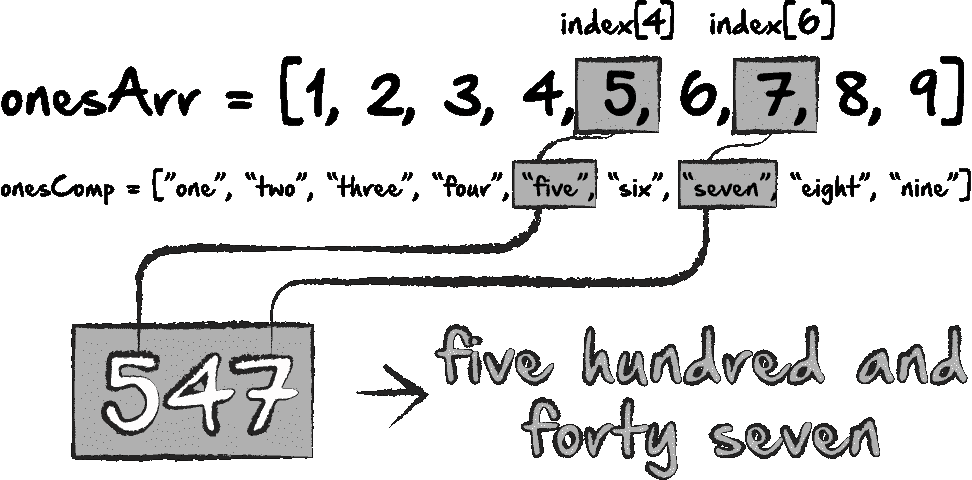 index[4] index[6]
onesArr = [1, 2, 3, 4, 5, 6, 7, 8, 9]
onesComp = ["one", "two", "three", "four", "five", "six", "seven", "eight", "nine"]
547 five hundred and
forty seven